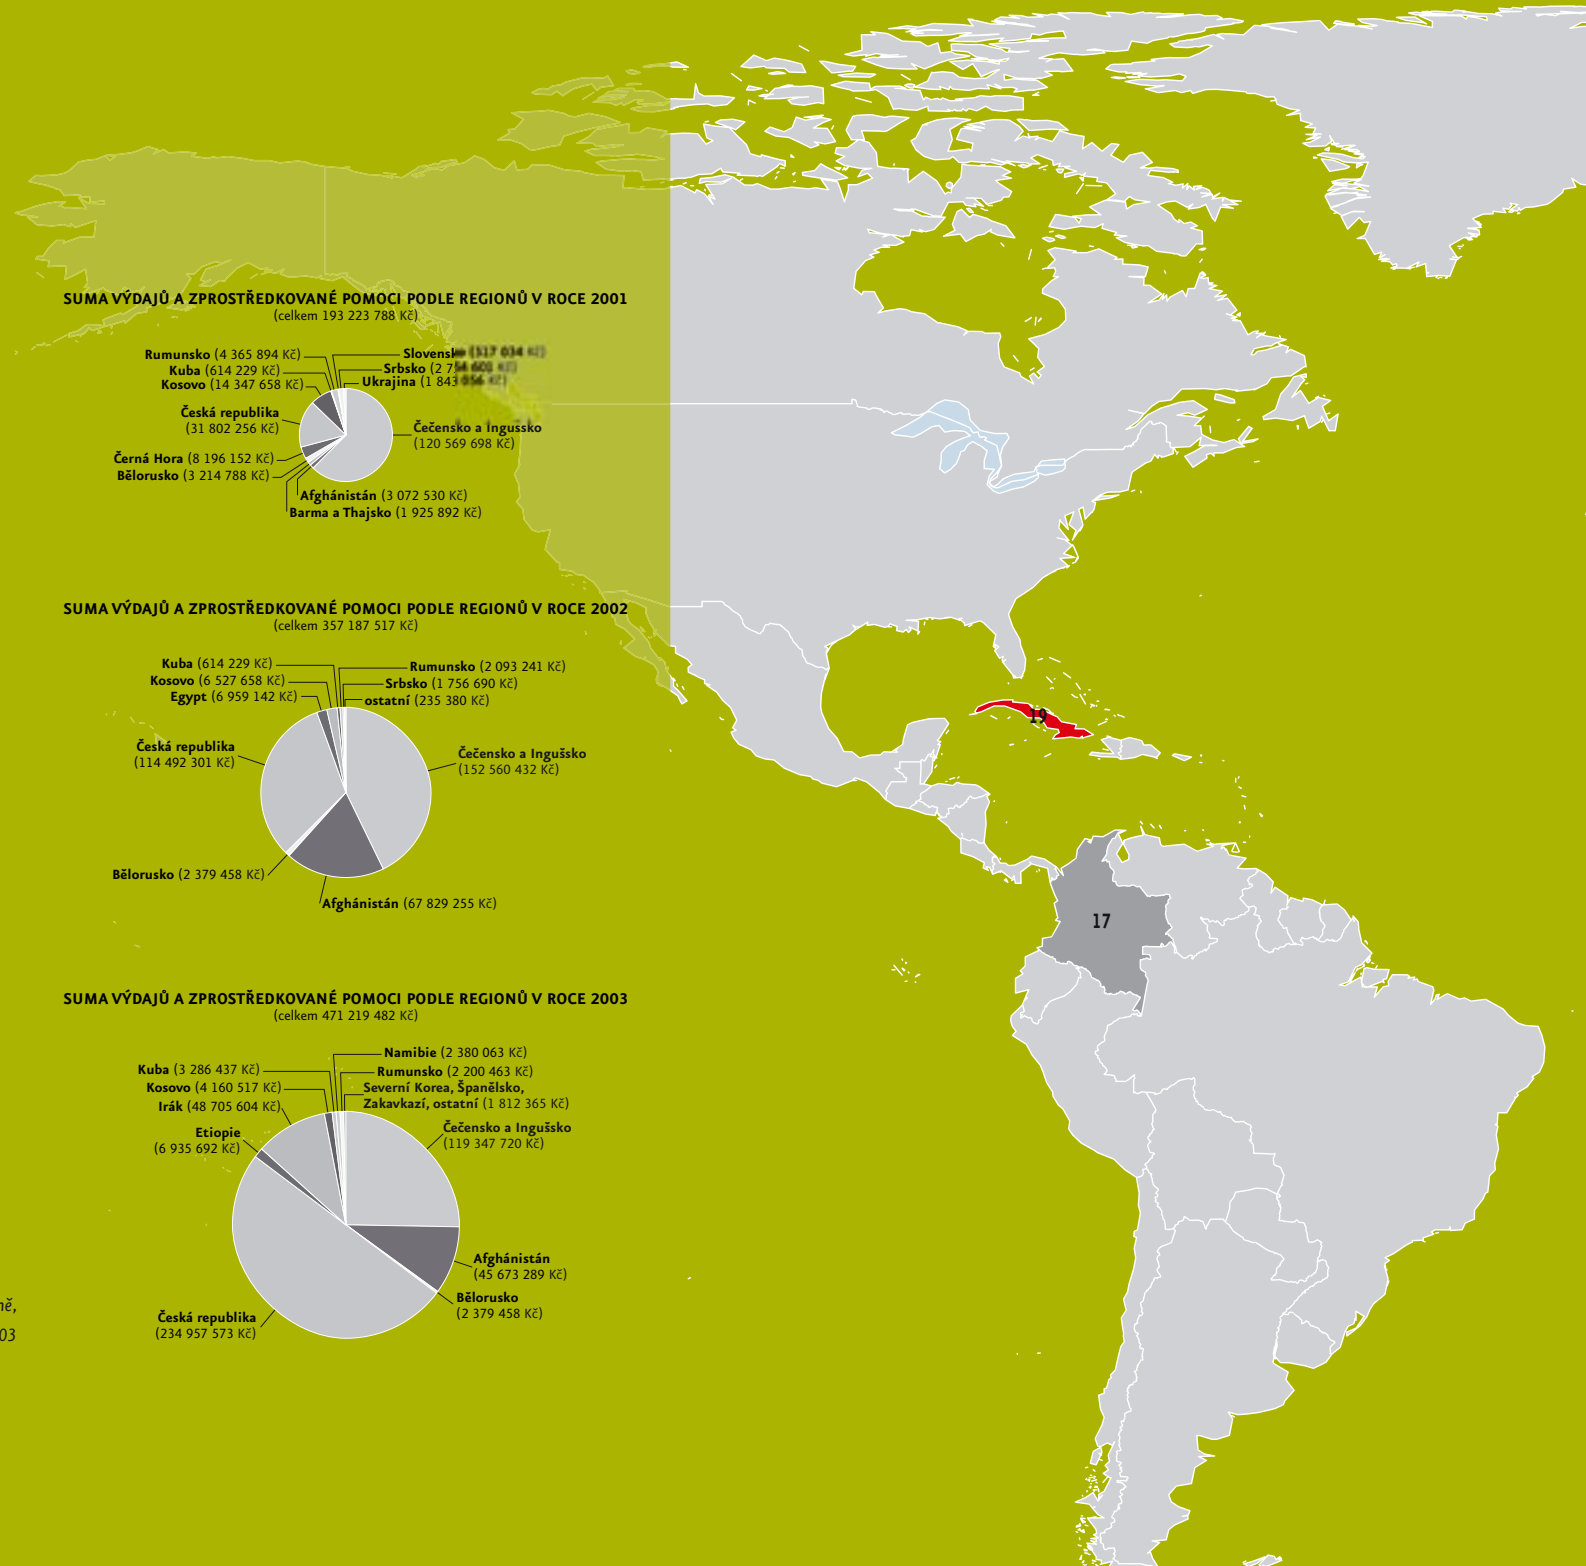 SUMA VÝDAJŮ A ZPROSTŘEDKOVANÉ POMOCI PODLE REGIONŮ V ROCE 2001
(celkem 193 223 788 Kč)
Rumunsko (4 365 894 Kč)
Kuba (614 229 Kč)
Kosovo (14 347 658 Kč)
Česká republika
(31 802 256 Kč)
Černá Hora (8 196 152 Kč)
Bělorusko (3 214 788 Kč)
Slovensko (517 034 Kč)
Srbsko (2 754 601 Kč)
Ukrajina (1 843 056 Kč)
Čečensko a Ingušsko
(120 569 698 Kč)
Afghánistán (3 072 530 Kč)
Barma a Thajsko (1 925 892 Kč)
SUMA VÝDAJŮ A ZPROSTŘEDKOVANÉ POMOCI PODLE REGIONŮ V ROCE 2002
(celkem 357 187 517 Kč)
Kuba (614 229 Kč)
Kosovo (6 527 658 Kč)
Egypt (6 959 142 Kč)
Česká republika
(114 492 301 Kč)
Bělorusko (2 379 458 Kč)
Rumunsko (2 093 241 Kč)
Srbsko (1 756 690 Kč)
ostatní (235 380 Kč)
Čečensko a Ingušsko
(152 560 432 Kč)
Afghánistán (67 829 255 Kč)
SUMA VÝDAJŮ A ZPROSTŘEDKOVANÉ POMOCI PODLE REGIONŮ V ROCE 2003
(celkem 471 219 482 Kč)
Kuba (3 286 437 Kč)
Kosovo (4 160 517 Kč)
Irák (48 705 604 Kč)
Etiopie
(6 935 692 Kč)
Česká republika
(234 957 573 Kč)
Namibie (2 380 063 Kč)
Rumunsko (2 200 463 Kč)
Severní Korea, Španělsko,
Zakavkazí, ostatní (1 812 365 Kč)
Čečensko a Ingušsko
(119 347 720 Kč)
Afghánistán
(45 673 289 Kč)
Bělorusko
(2 379 458 Kč)
19
17